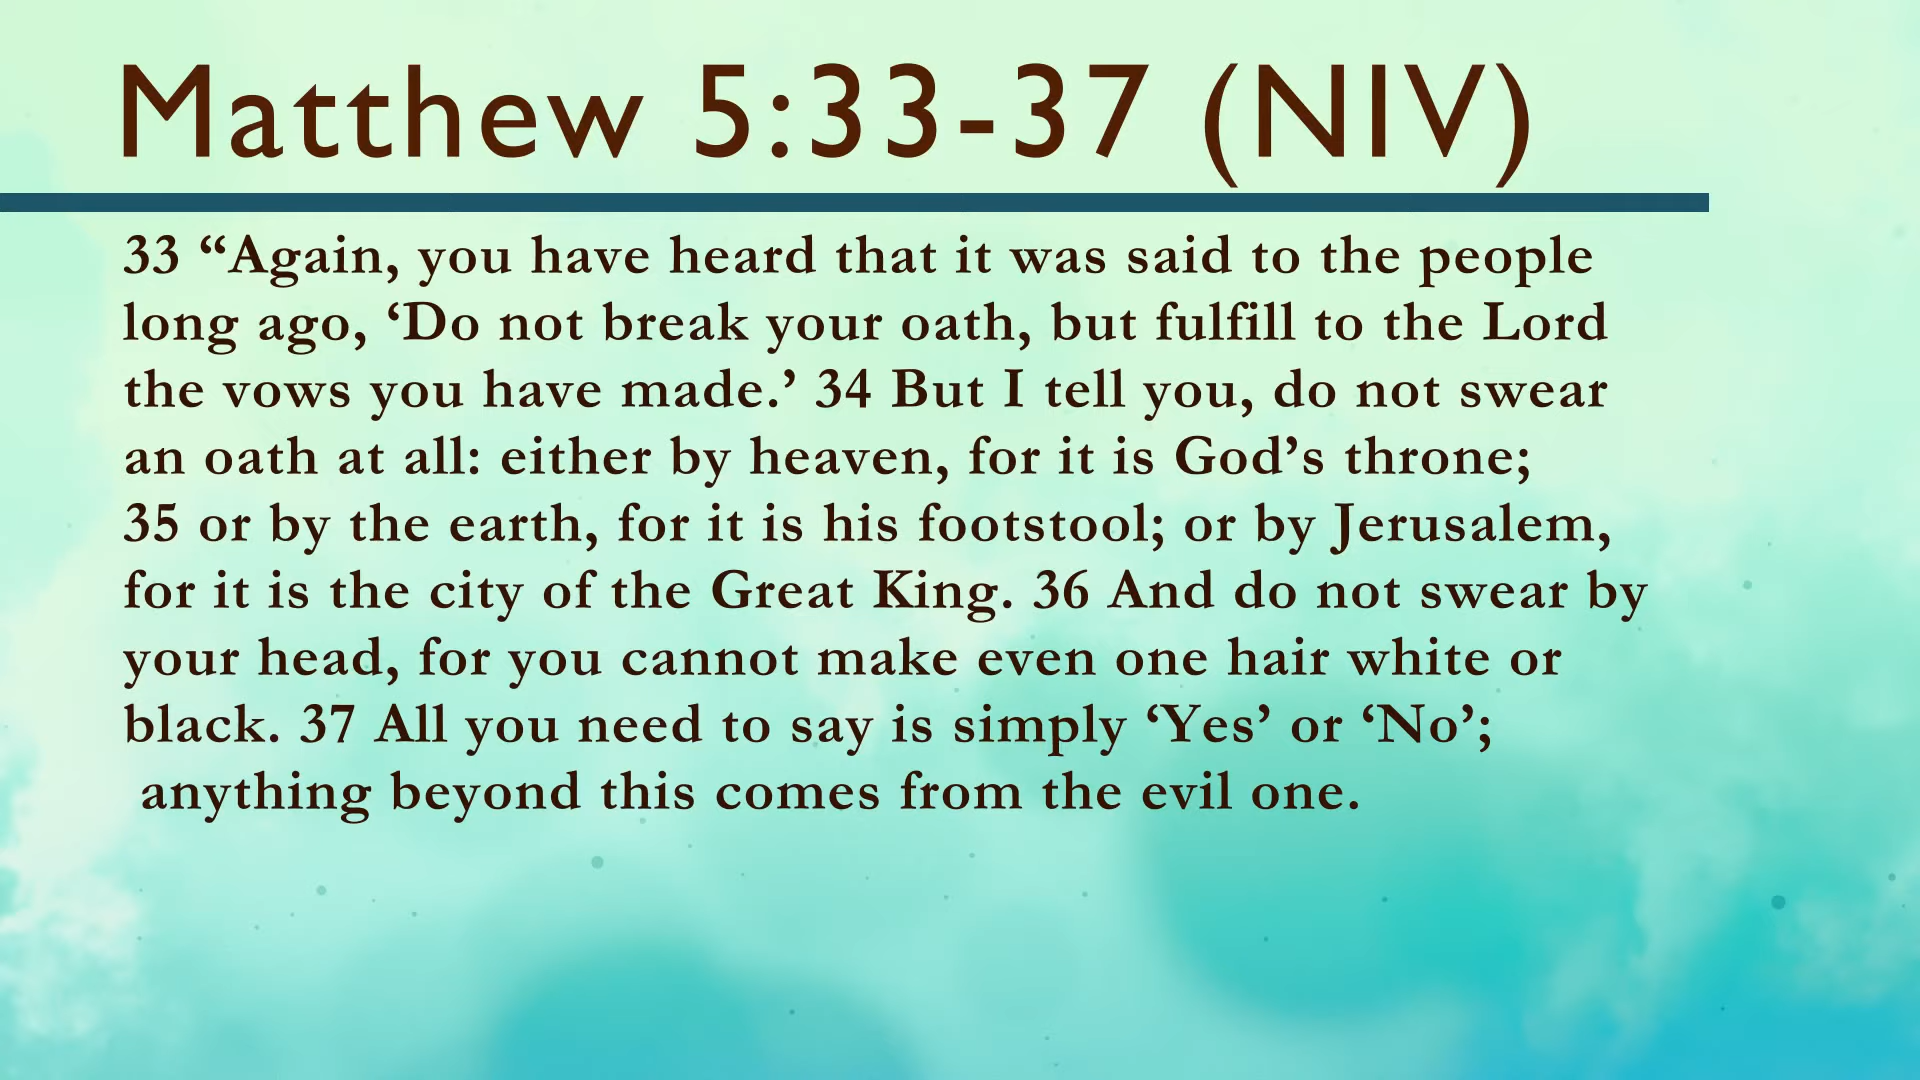 Matthew 5:33-37 (NIV)
33 “Again, you have heard that it was said to the people
long ago, ‘Do not break your oath, but fulfill to the Lord
the vows you have made.’ 34 But I tell you, do not swear
an oath at all: either by heaven, for it is God’s throne;
35 or by the earth, for it is his footstool; or by Jerusalem,
for it is the city of the Great King. 36 And do not swear by
your head, for you cannot make even one hair white or
black. 37 All you need to say is simply ‘Yes’ or ‘No’;
anything beyond this comes from the evil one.